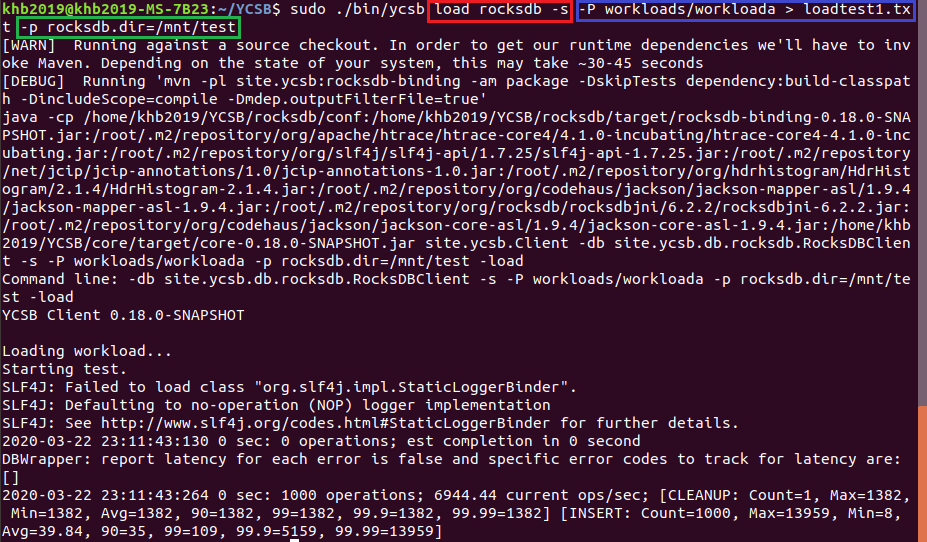 khb2019@khb2019-MS-7B23:~/YCSB$ sudo ./bin/ycsb load rocksdb -s -P workloads/workloada > loadtest1.tx
t -p rocksdb.dir=/mnt/test
[WARN]  Running against a source checkout. In order to get our runtime dependencies we'll have to inv
oke Maven. Depending on the state of your system, this may take ~30-45 seconds
[DEBUG]  Running 'mvn -pl site.ycsb:rocksdb-binding -am package -DskipTests dependency:build-classpat
h -DincludeScope=compile -Dmdep.outputFilterFile=true'
java -cp /home/khb2019/YCSB/rocksdb/conf:/home/khb2019/YCSB/rocksdb/target/rocksdb-binding-0.18.0-SNA
PSHOT.jar:/root/.m2/repository/org/apache/htrace/htrace-core4/4.1.0-incubating/htrace-core4-4.1.0-inc
ubating.jar:/root/.m2/repository/org/slf4j/slf4j-api/1.7.25/slf4j-api-1.7.25.jar:/root/.m2/repository
/net/jcip/jcip-annotations/1.0/jcip-annotations-1.0.jar:/root/.m2/repository/org/hdrhistogram/HdrHist
ogram/2.1.4/HdrHistogram-2.1.4.jar:/root/.m2/repository/org/codehaus/jackson/jackson-mapper-asl/1.9.4
/jackson-mapper-asl-1.9.4.jar:/root/.m2/repository/org/rocksdb/rocksdbjni/6.2.2/rocksdbjni-6.2.2.jar:
/root/.m2/repository/org/codehaus/jackson/jackson-core-asl/1.9.4/jackson-core-asl-1.9.4.jar:/home/khb
2019/YCSB/core/target/core-0.18.0-SNAPSHOT.jar site.ycsb.Client -db site.ycsb.db.rocksdb.RocksDBClien
t -s -P workloads/workloada -p rocksdb.dir=/mnt/test -load
Command line: -db site.ycsb.db.rocksdb.RocksDBClient -s -P workloads/workloada -p rocksdb.dir=/mnt/te
st -load
YCSB Client 0.18.0-SNAPSHOT

Loading workload...
Starting test.
SLF4J: Failed to load class "org.slf4j.impl.StaticLoggerBinder".
SLF4J: Defaulting to no-operation (NOP) logger implementation
SLF4J: See http://www.slf4j.org/codes.html#StaticLoggerBinder for further details.
2020-03-22 23:11:43:130 0 sec: 0 operations; est completion in 0 second
DBWrapper: report latency for each error is false and specific error codes to track for latency are:
[]
2020-03-22 23:11:43:264 0 sec: 1000 operations; 6944.44 current ops/sec; [CLEANUP: Count=1, Max=1382,
 Min=1382, Avg=1382, 90=1382, 99=1382, 99.9=1382, 99.99=1382] [INSERT: Count=1000, Max=13959, Min=8,
Avg=39.84, 90=35, 99=109, 99.9=5159, 99.99=13959]